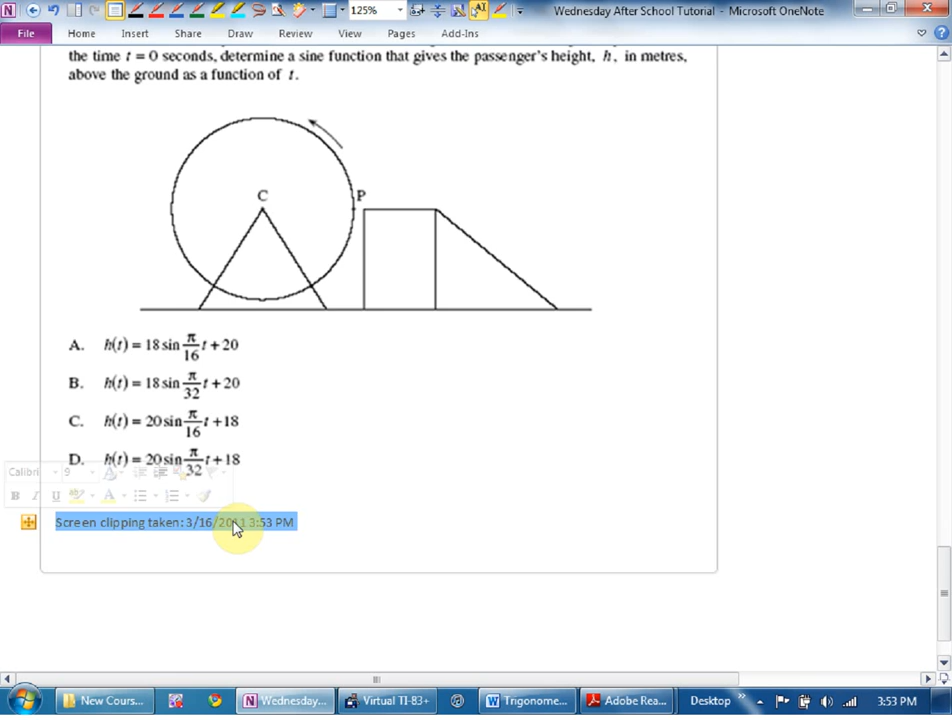 125%
Wednesday After School Tutorial - Microsoft OneNote
File Home Insert Share Draw Review View Pages Add-Ins
the time t = 0 seconds, determine a sine function that gives the passenger's height, h, in metres,
above the ground as a function of t.
C
P
A. h(t) = 18 sin π/16 t + 20
B. h(t) = 18 sin π/32 t + 20
C. h(t) = 20 sin π/16 t + 18
D. h(t) = 20 sin π/32 t + 18
Calibri 9
B I U
Screen clipping taken: 3/16/2011 3:53 PM
New Cours... Wednesday... Virtual TI-83+ Trigonome... Adobe Rea... Desktop 3:53 PM